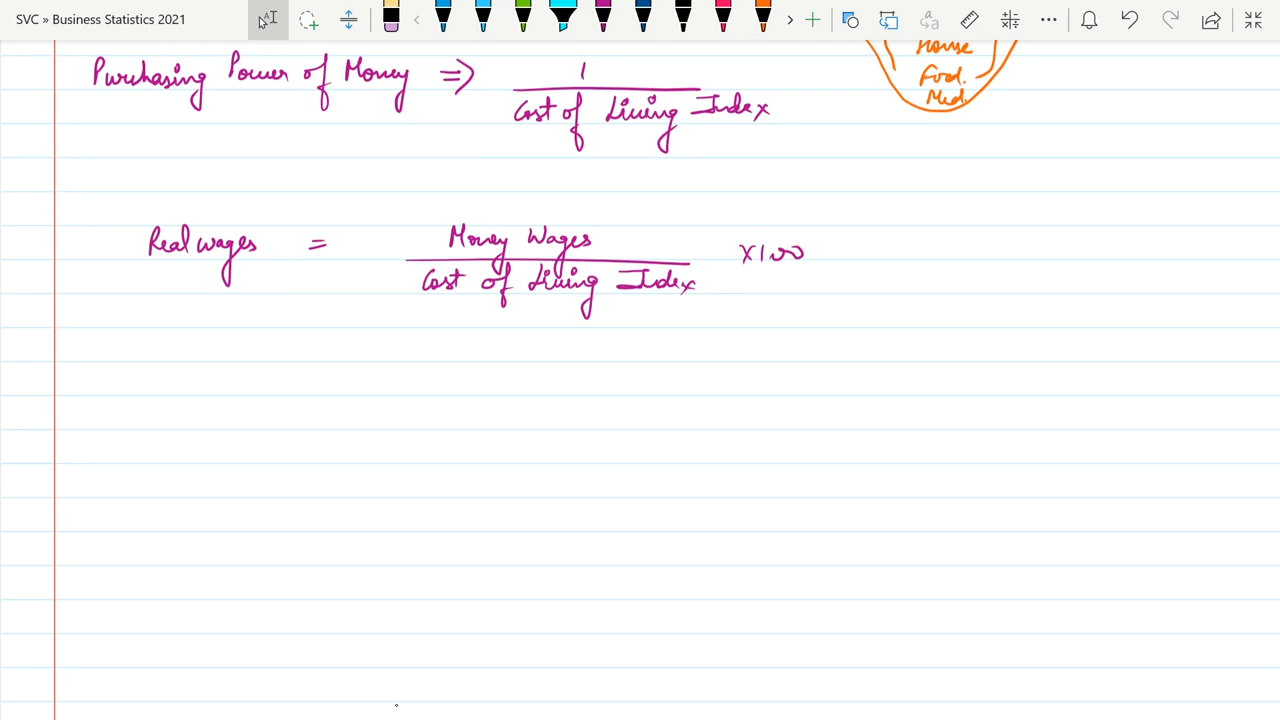 SVC » Business Statistics 2021
House
Food.
Med.
Purchasing Power of Money => 1
Cost of Living Index
Real wages = Money Wages
Cost of Living Index
x100